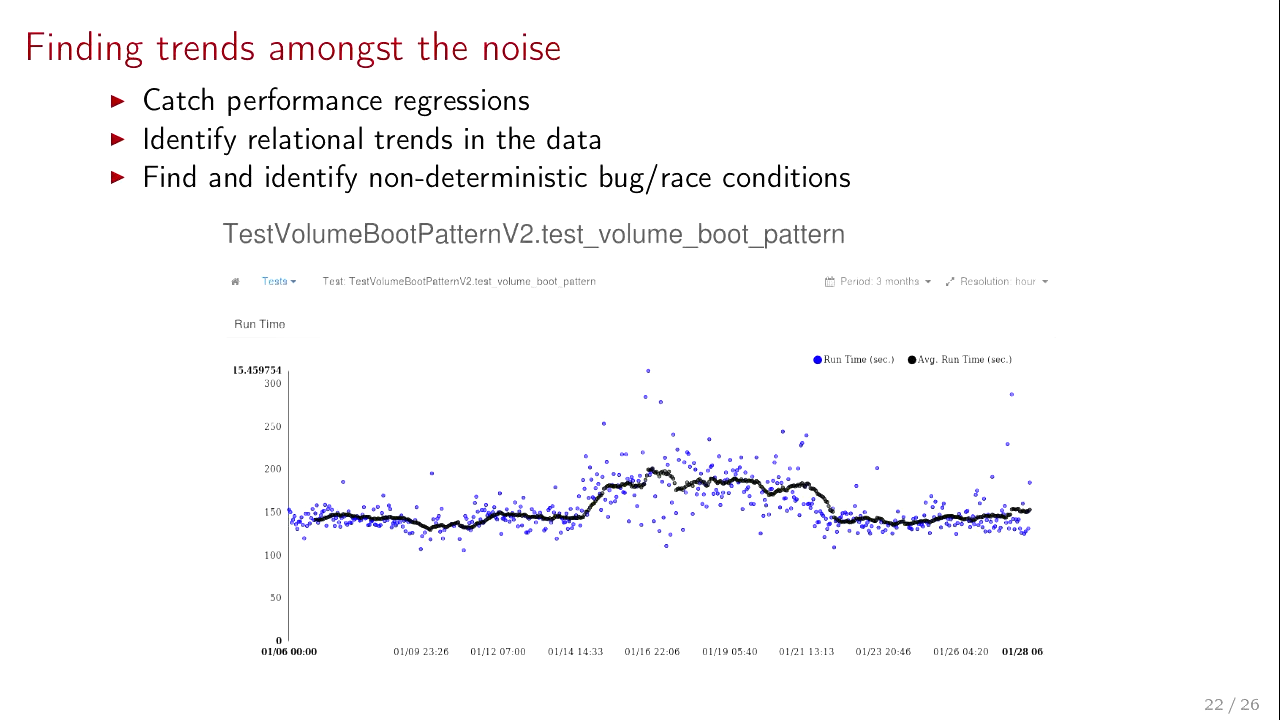 Finding trends amongst the noise
▶ Catch performance regressions
▶ Identify relational trends in the data
▶ Find and identify non-deterministic bug/race conditions
TestVolumeBootPatternV2.test_volume_boot_pattern
Tests Test: TestVolumeBootPatternV2.test_volume_boot_pattern Period: 3 months Resolution: hour
Run Time
Run Time (sec.) Avg. Run Time (sec.)
15.459754
300
250
200
150
100
50
0
01/06 00:00 01/09 23:26 01/12 07:00 01/14 14:33 01/16 22:06 01/19 05:40 01/21 13:13 01/23 20:46 01/26 04:20 01/28 06
22 / 26